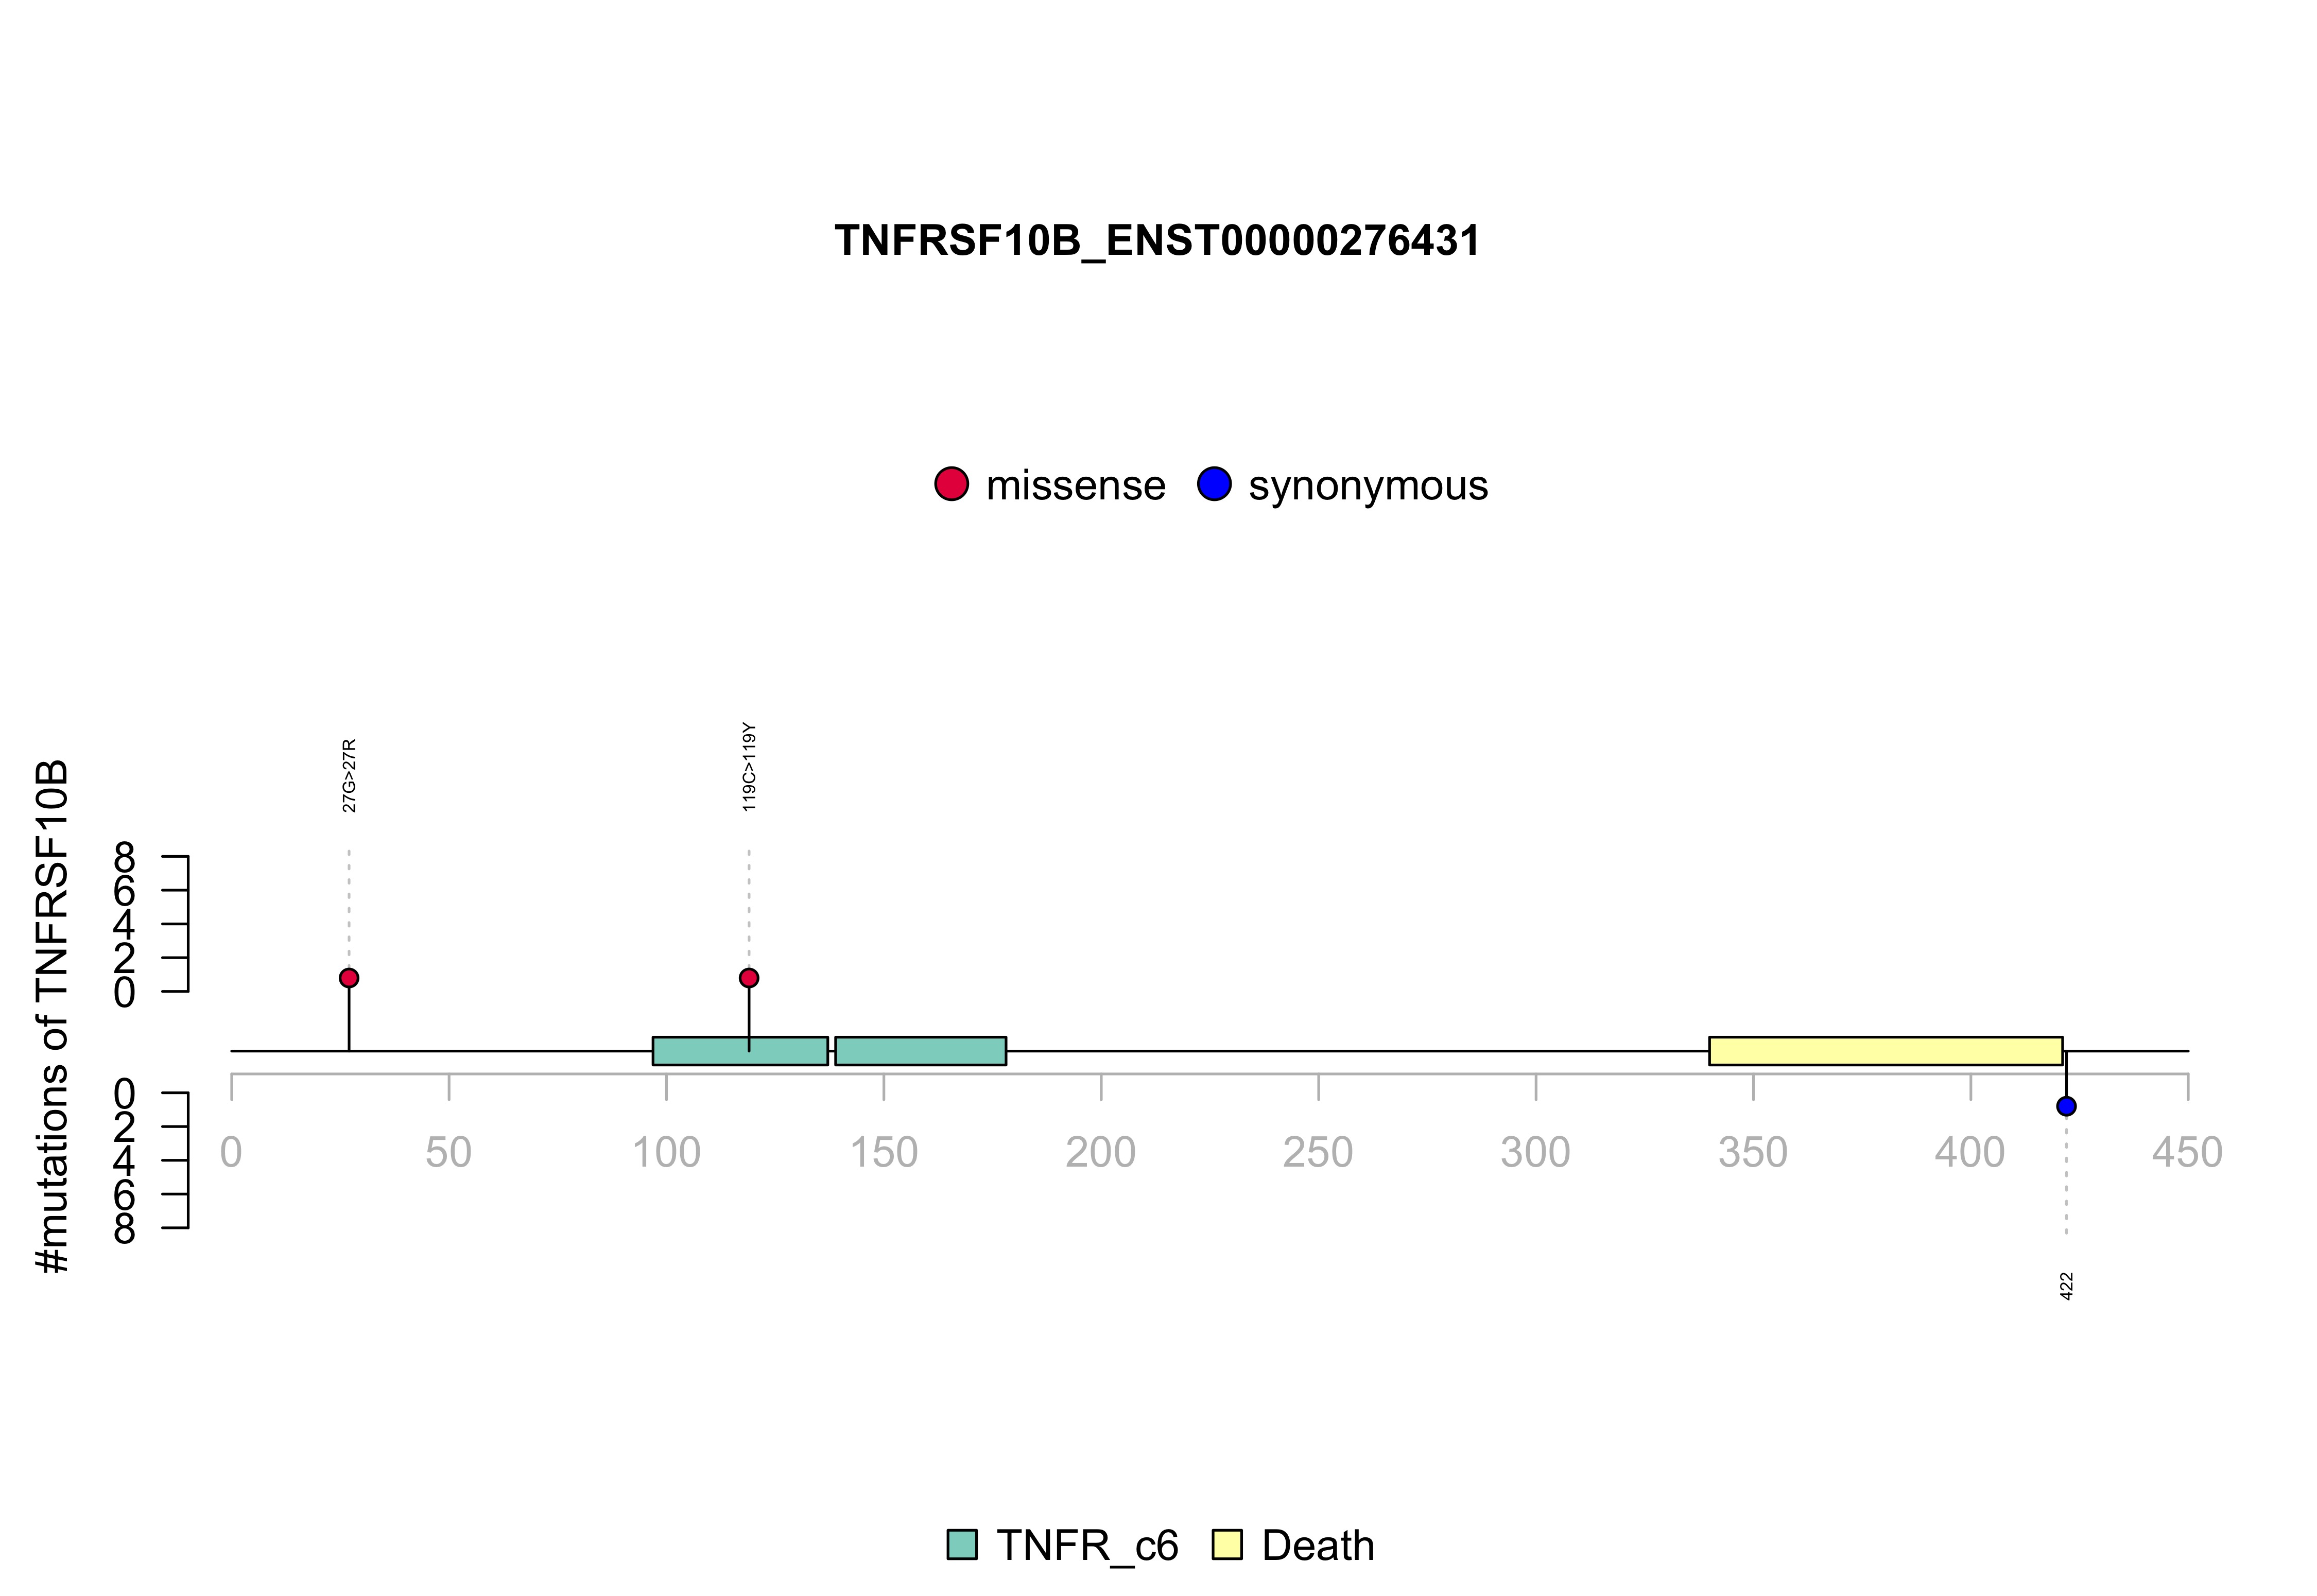 TNFRSF10B_ENST00000276431
missense
synonymous
27G>27R
119C>119Y
#mutations of TNFRSF10B
8
6
4
2
0
0
2
4
6
8
0 50 100 150 200 250 300 350 400 450
422
TNFR_c6
Death